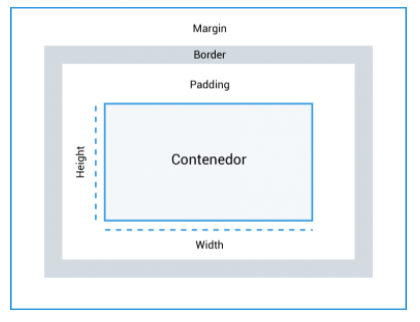 Margin
Border
Padding
Height
Contenedor
Width